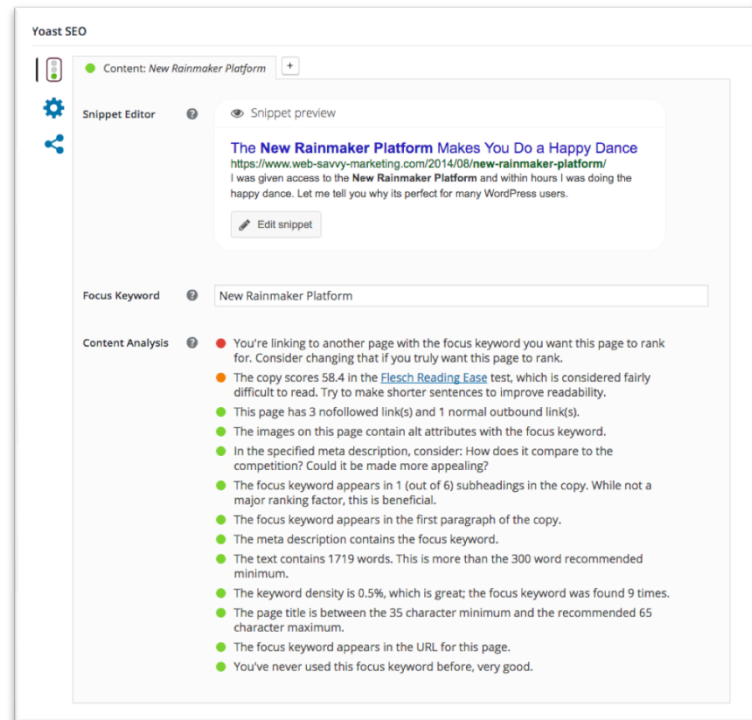 Yoast SEO
Content: New Rainmaker Platform
+
Snippet Editor
?
Snippet preview
The New Rainmaker Platform Makes You Do a Happy Dance
https://www.web-savvy-marketing.com/2014/08/new-rainmaker-platform/
I was given access to the New Rainmaker Platform and within hours I was doing the
happy dance. Let me tell you why its perfect for many WordPress users.
Edit snippet
Focus Keyword
?
New Rainmaker Platform
Content Analysis
?
You're linking to another page with the focus keyword you want this page to rank
for. Consider changing that if you truly want this page to rank.
The copy scores 58.4 in the Flesch Reading Ease test, which is considered fairly
difficult to read. Try to make shorter sentences to improve readability.
This page has 3 nofollowed link(s) and 1 normal outbound link(s).
The images on this page contain alt attributes with the focus keyword.
In the specified meta description, consider: How does it compare to the
competition? Could it be made more appealing?
The focus keyword appears in 1 (out of 6) subheadings in the copy. While not a
major ranking factor, this is beneficial.
The focus keyword appears in the first paragraph of the copy.
The meta description contains the focus keyword.
The text contains 1719 words. This is more than the 300 word recommended
minimum.
The keyword density is 0.5%, which is great; the focus keyword was found 9 times.
The page title is between the 35 character minimum and the recommended 65
character maximum.
The focus keyword appears in the URL for this page.
You've never used this focus keyword before, very good.